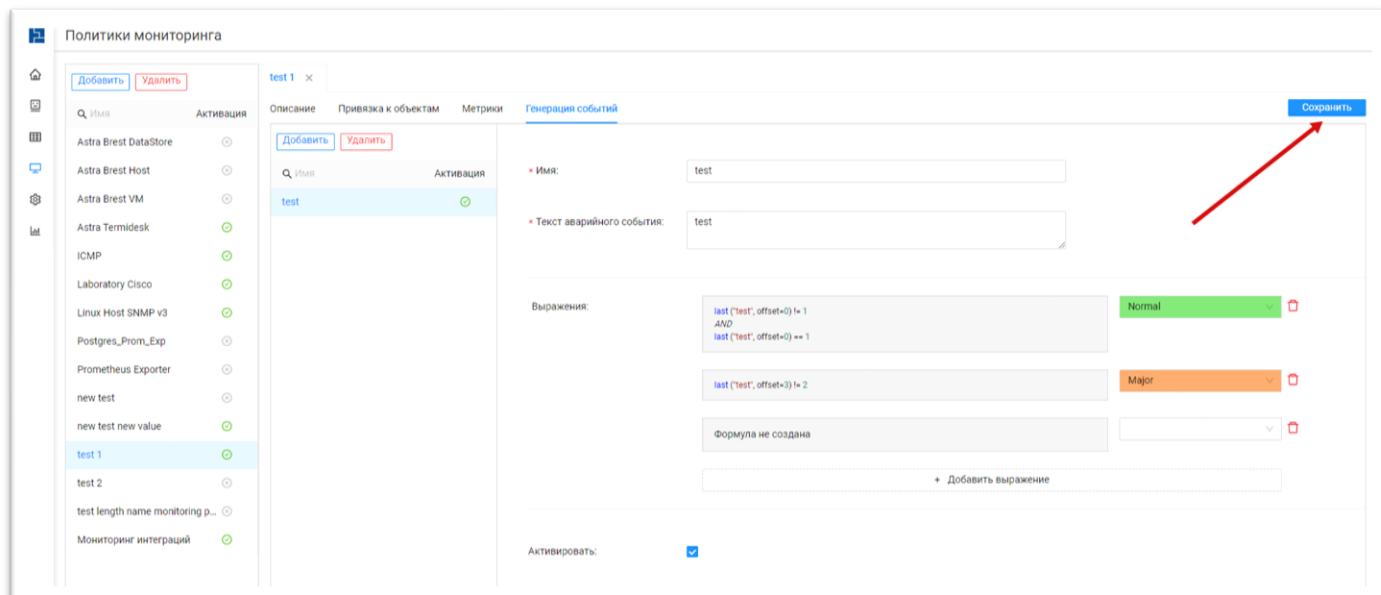 Политики мониторинга
Добавить Удалить
Имя Активация
Astra Brest DataStore
Astra Brest Host
Astra Brest VM
Astra Termidesk
ICMP
Laboratory Cisco
Linux Host SNMP v3
Postgres_Prom_Exp
Prometheus Exporter
new test
new test new value
test 1
test 2
test length name monitoring p...
Мониторинг интеграций
test 1
Описание Привязка к объектам Метрики Генерация событий Сохранить
Добавить Удалить
Имя Активация
test
* Имя: test
* Текст аварийного события: test
Выражения:
last ("test", offset=0) != 1
AND
last ("test", offset=0) == 1
Normal
last ("test", offset=3) != 2
Major
Формула не создана
+ Добавить выражение
Активировать: